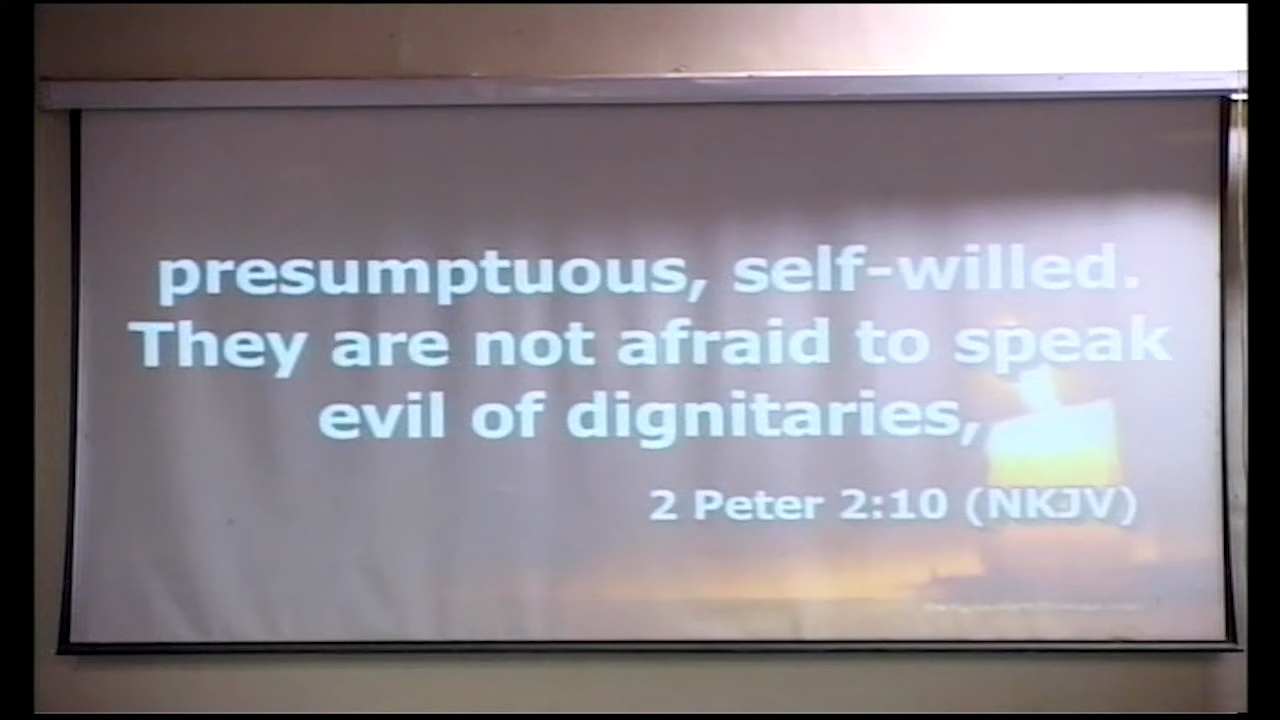 presumptuous, self-willed.
They are not afraid to speak
evil of dignitaries,
2 Peter 2:10 (NKJV)